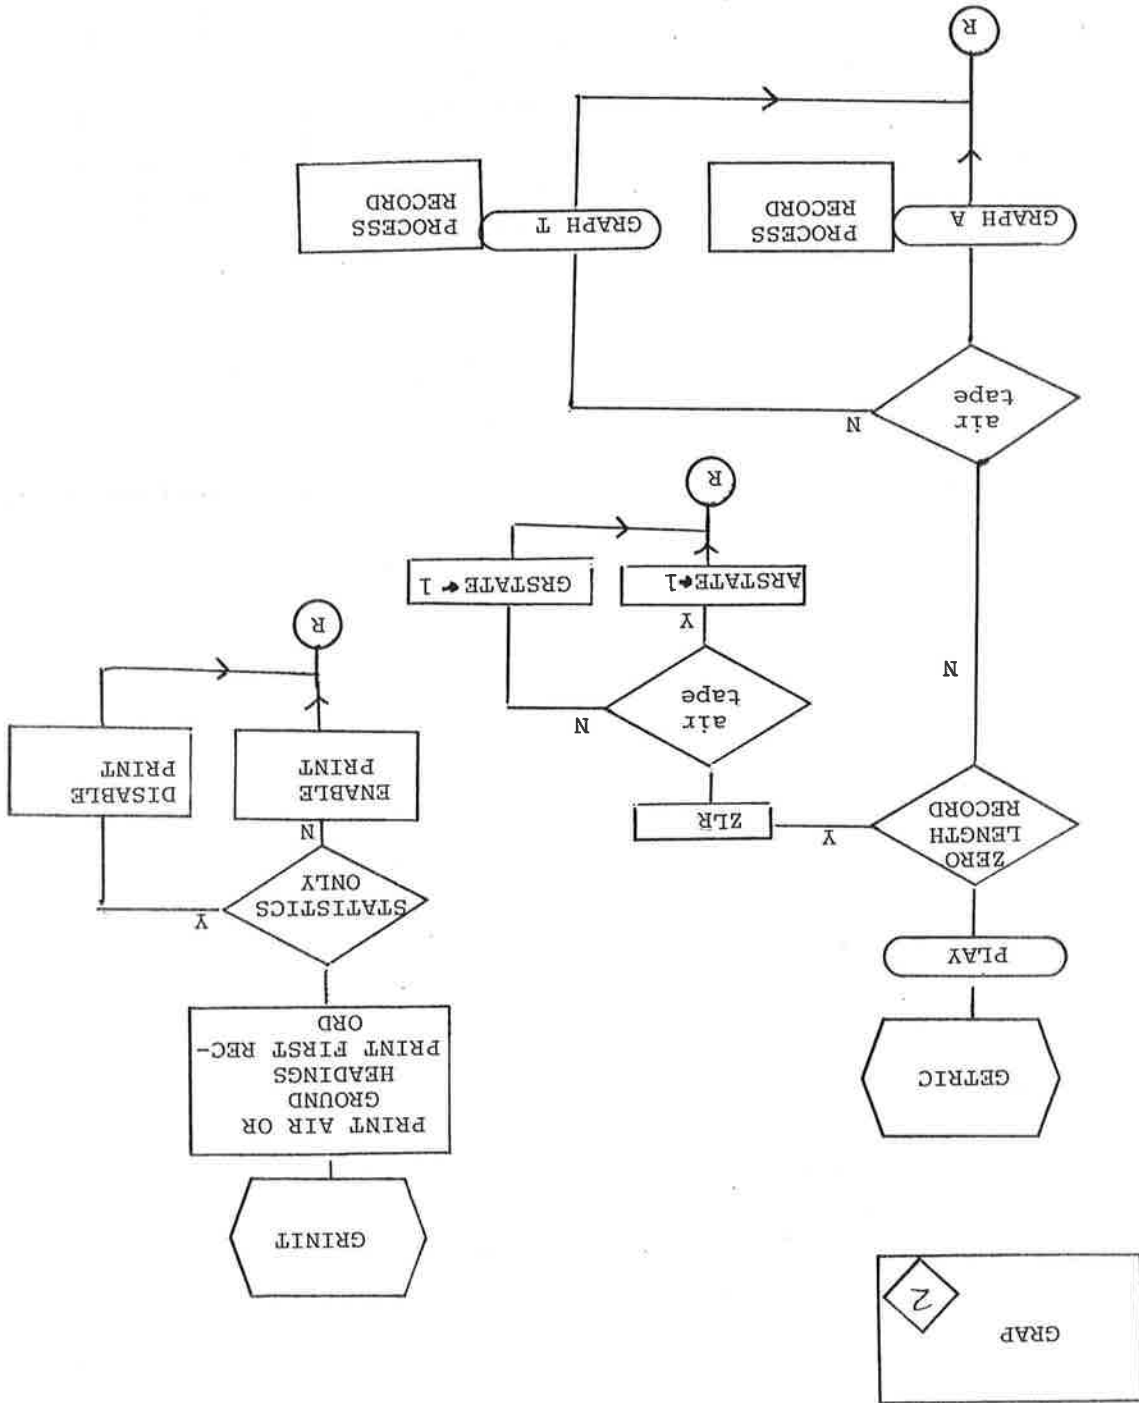 GRAP
2
GETRIC
PLAY
ZERO
LENGTH
RECORD
Y
N
ZLR
air
tape
N
Y
ARSTATE←1
GRSTATE ← 1
R
air
tape
N
GRAPH A
PROCESS
RECORD
GRAPH T
PROCESS
RECORD
R
GRINIT
PRINT AIR OR
GROUND
HEADINGS
PRINT FIRST REC-
ORD
STATISTICS
ONLY
Y
N
ENABLE
PRINT
DISABLE
PRINT
R